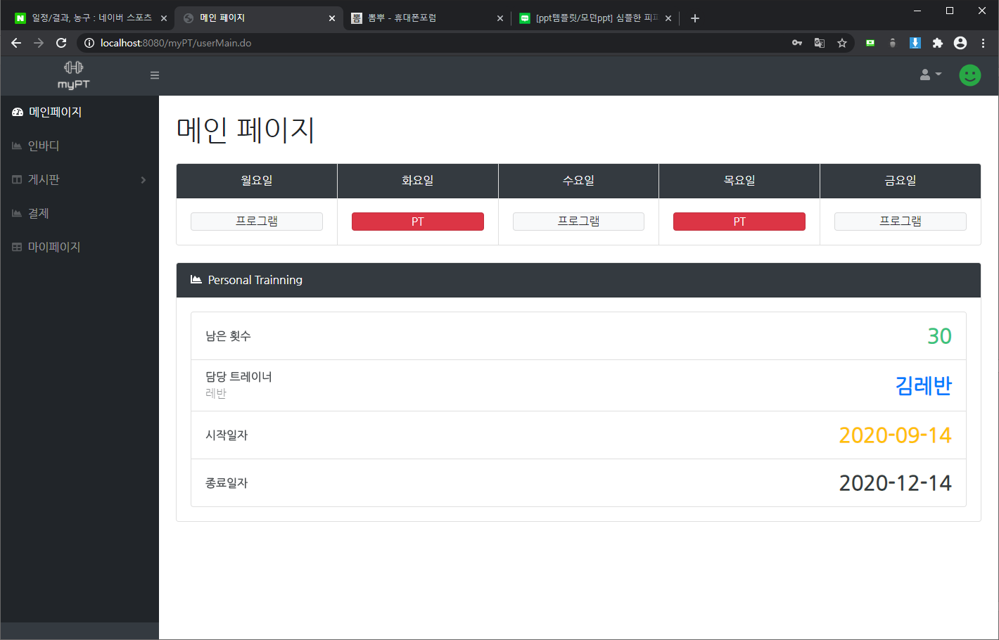 일정/결과, 농구 : 네이버 스포츠
메인 페이지
뽐뿌 - 휴대폰포럼
[ppt템플릿/모던ppt] 심플한 피피
localhost:8080/myPT/userMain.do
myPT
메인페이지
인바디
게시판
결제
마이페이지
메인 페이지
월요일 화요일 수요일 목요일 금요일
프로그램 PT 프로그램 PT 프로그램
Personal Trainning
남은 횟수 30
담당 트레이너 김레반
레반
시작일자 2020-09-14
종료일자 2020-12-14